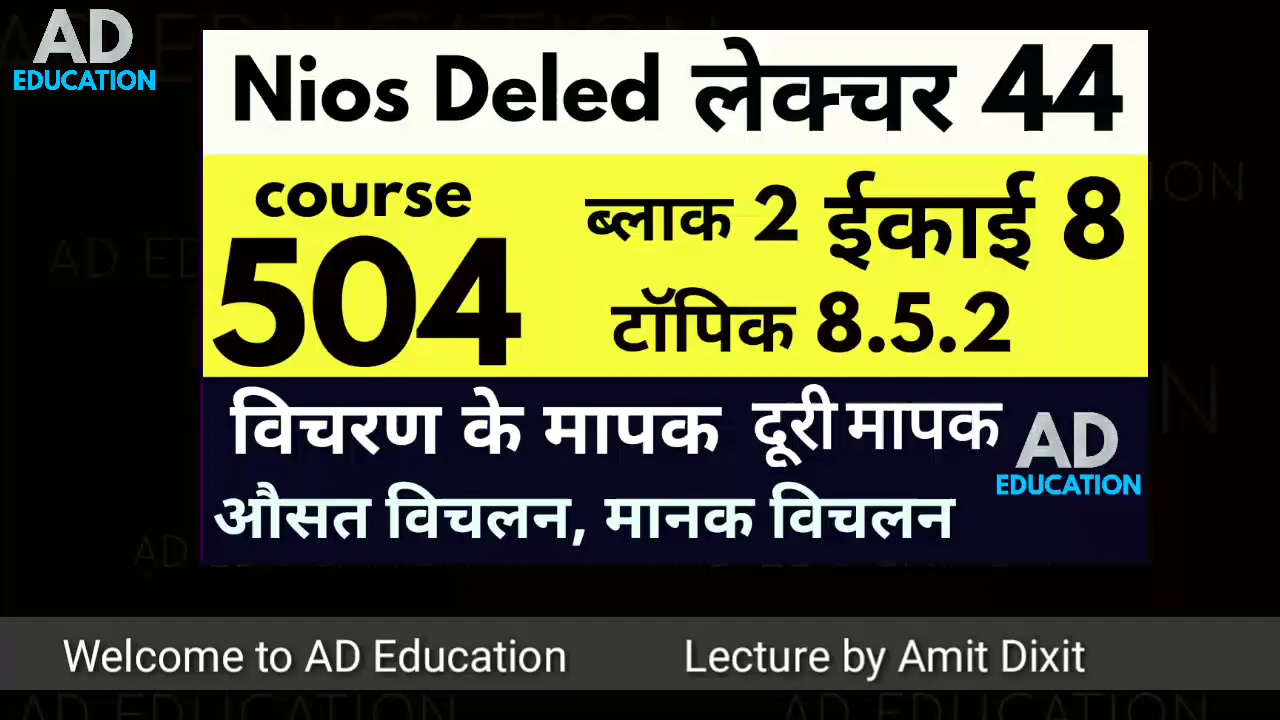 AD
EDUCATION
Nios Deled लेक्चर 44
course
504
ब्लाक 2 ईकाई 8
टॉपिक 8.5.2
विचरण के मापक दूरी मापक
औसत विचलन, मानक विचलन
AD
EDUCATION
Welcome to AD Education
Lecture by Amit Dixit